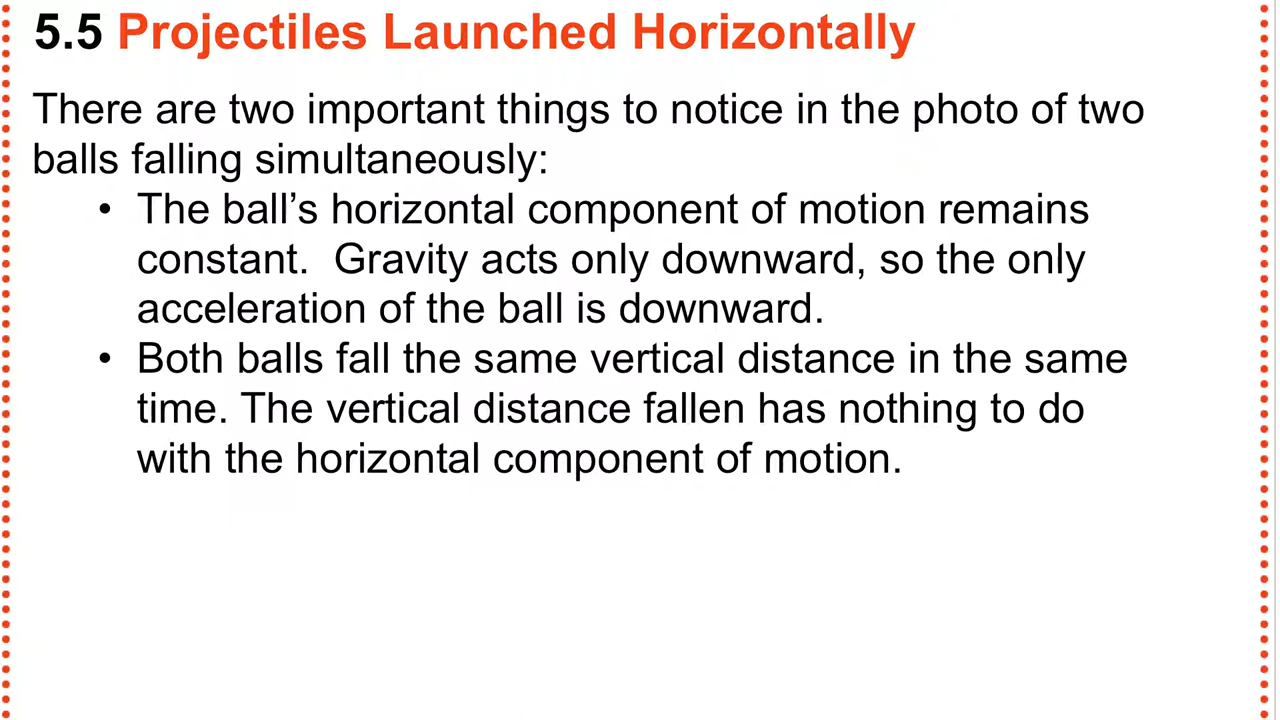 5.5 Projectiles Launched Horizontally
There are two important things to notice in the photo of two
balls falling simultaneously:
• The ball’s horizontal component of motion remains
constant.  Gravity acts only downward, so the only
acceleration of the ball is downward.
• Both balls fall the same vertical distance in the same
time. The vertical distance fallen has nothing to do
with the horizontal component of motion.